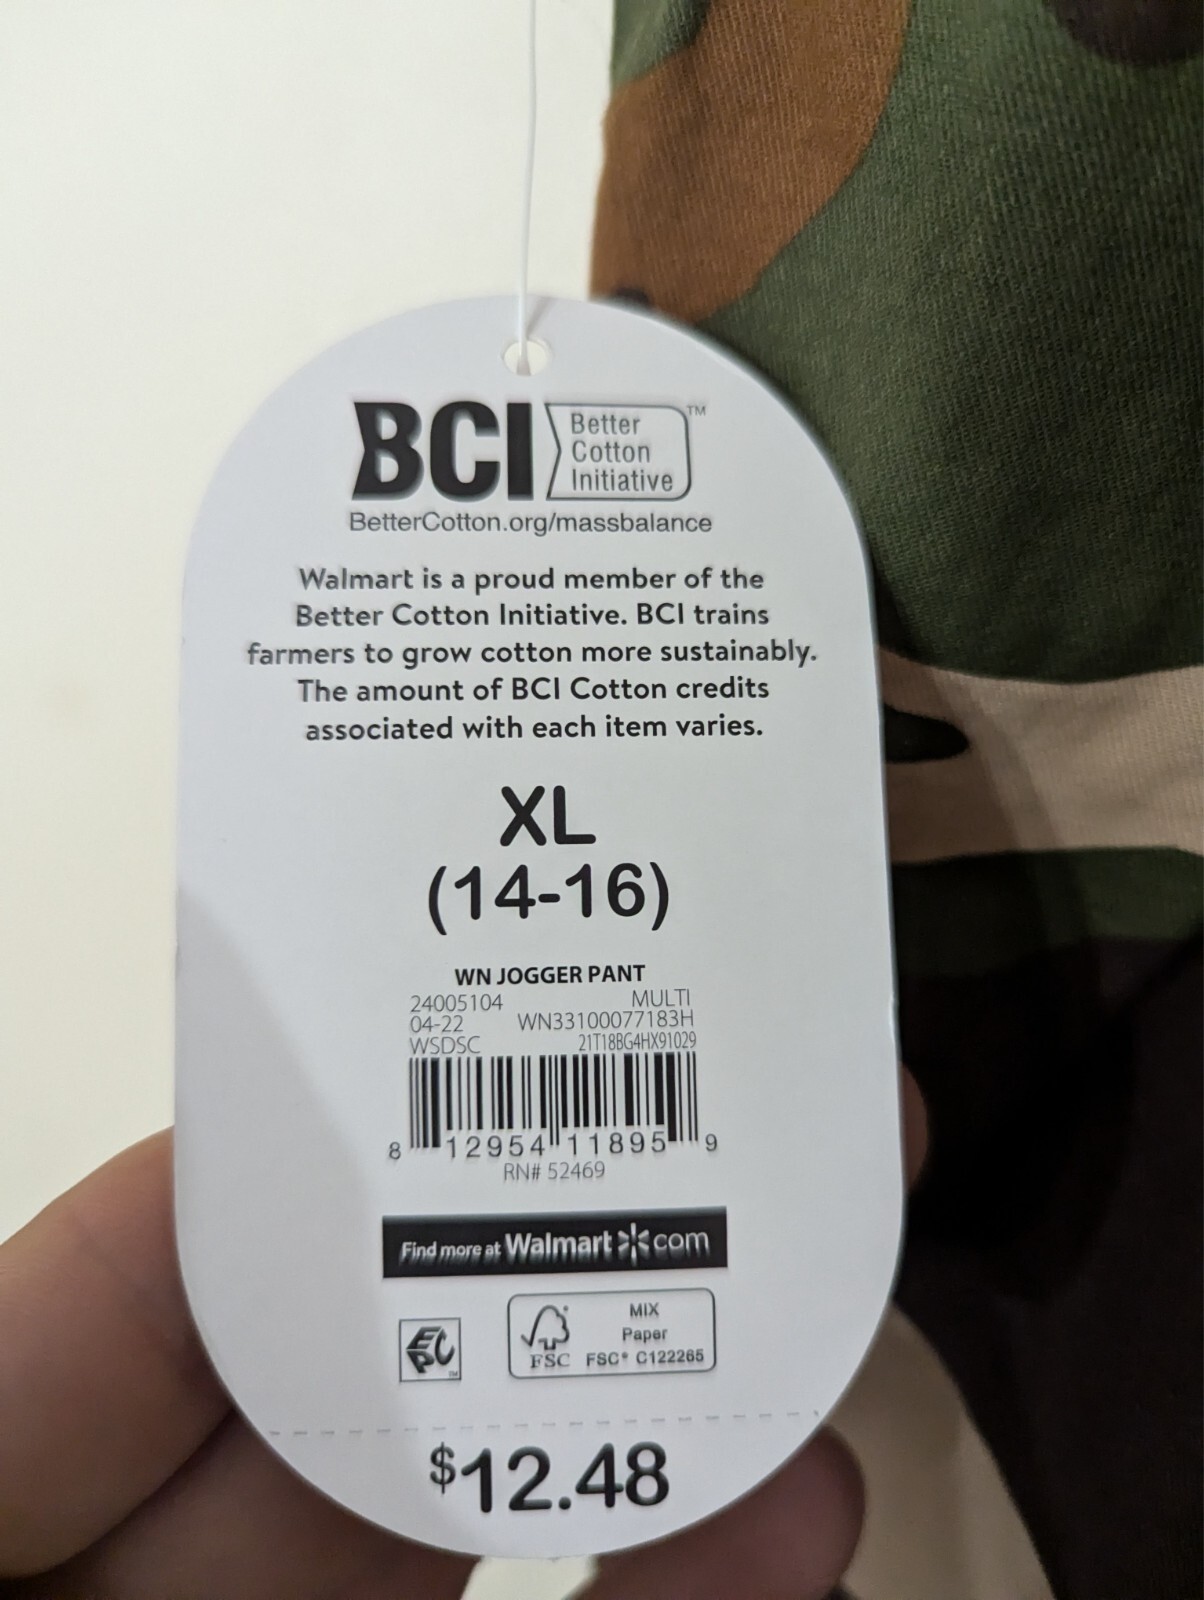 BCI Better Cotton Initiative™
BetterCotton.org/massbalance
Walmart is a proud member of the
Better Cotton Initiative. BCI trains
farmers to grow cotton more sustainably.
The amount of BCI Cotton credits
associated with each item varies.
XL
(14-16)
WN JOGGER PANT
24005104 MULTI
04-22 WN33100077183H
WSDSC 21T18BG4HX91029
8 12954 11895 9
RN# 52469
Find more at Walmart.com
EPC™
MIX
Paper
FSC FSC® C122265
$12.48